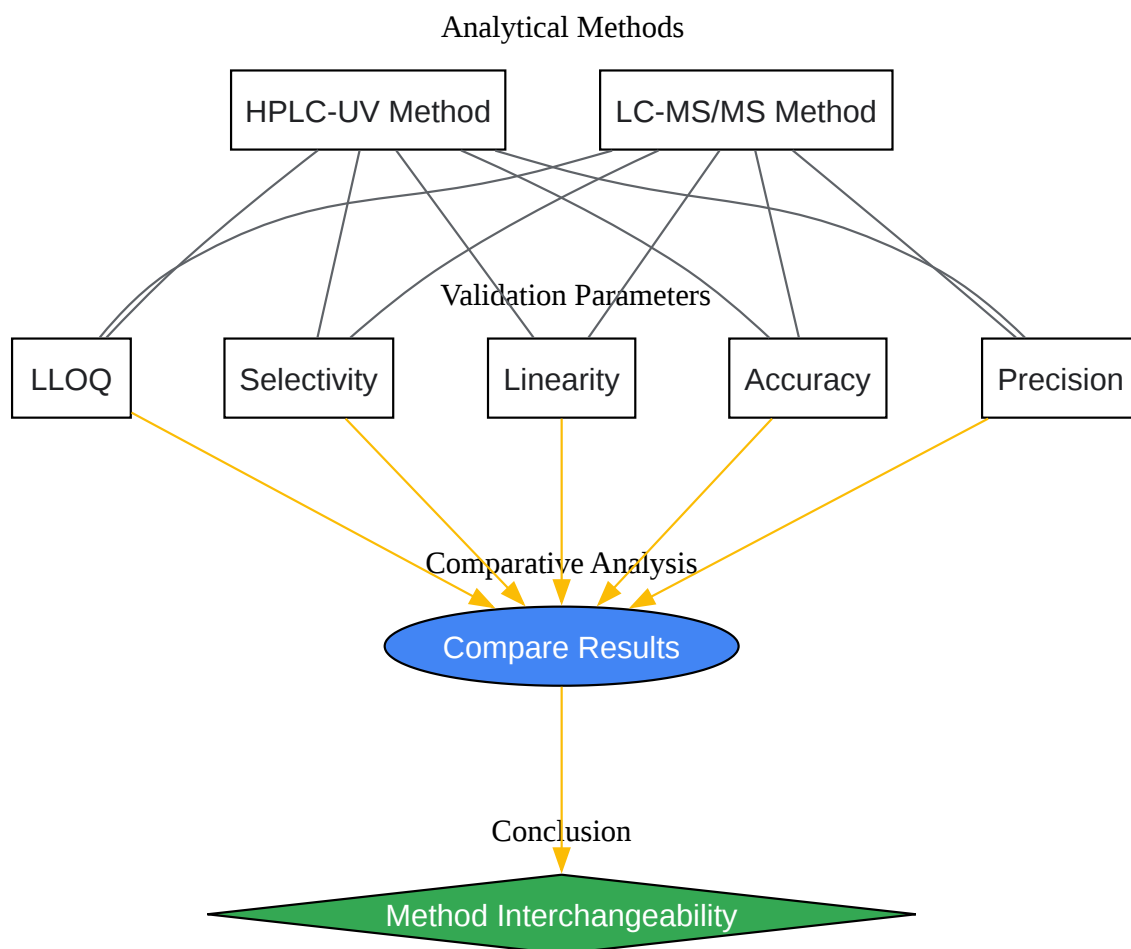 Analytical Methods
HPLC-UV Method
LC-MS/MS Method
Validation Parameters
LLOQ
Selectivity
Linearity
Accuracy
Precision
Comparative Analysis
Compare Results
Conclusion
Method Interchangeability